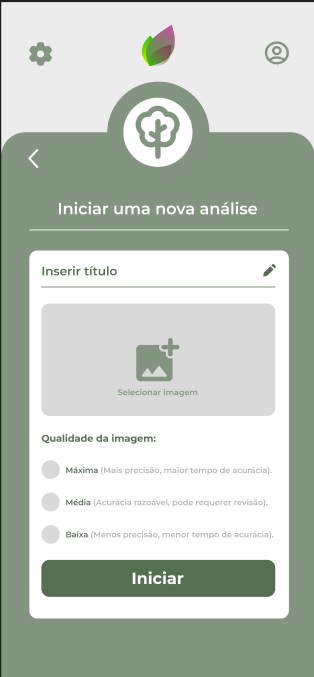 Iniciar uma nova análise
Inserir título
Selecionar imagem
Qualidade da imagem:
Máxima (Mais precisão, maior tempo de acurácia).
Média (Acurácia razoável, pode requerer revisão).
Baixa (Menos precisão, menor tempo de acurácia).
Iniciar